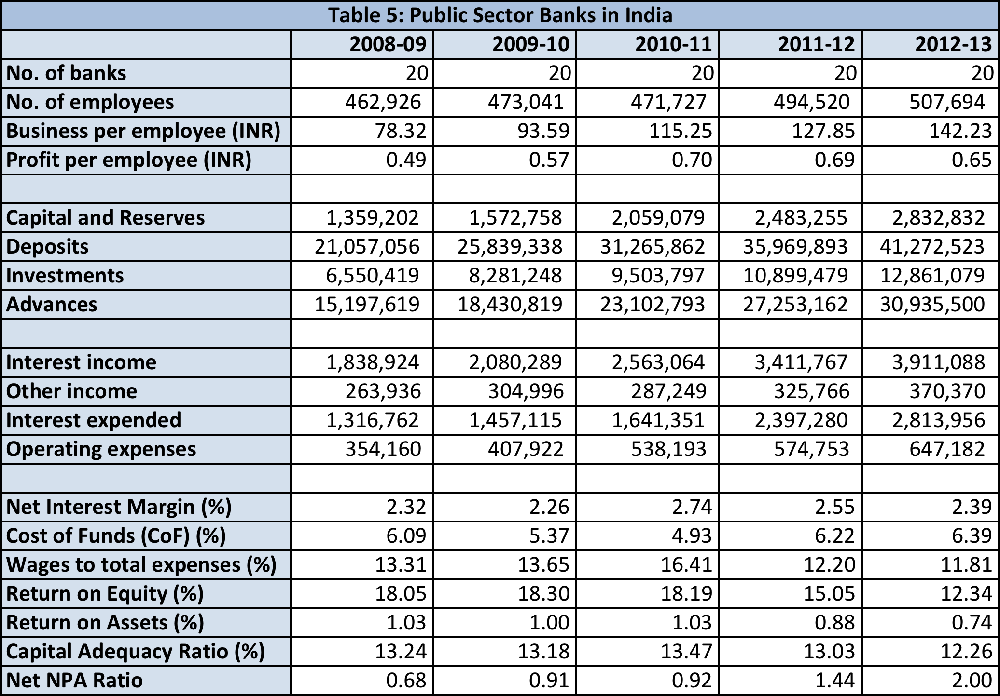 Table 5: Public Sector Banks in India
2008-09 2009-10 2010-11 2011-12 2012-13
No. of banks 20 20 20 20 20
No. of employees 462,926 473,041 471,727 494,520 507,694
Business per employee (INR) 78.32 93.59 115.25 127.85 142.23
Profit per employee (INR) 0.49 0.57 0.70 0.69 0.65
Capital and Reserves 1,359,202 1,572,758 2,059,079 2,483,255 2,832,832
Deposits 21,057,056 25,839,338 31,265,862 35,969,893 41,272,523
Investments 6,550,419 8,281,248 9,503,797 10,899,479 12,861,079
Advances 15,197,619 18,430,819 23,102,793 27,253,162 30,935,500
Interest income 1,838,924 2,080,289 2,563,064 3,411,767 3,911,088
Other income 263,936 304,996 287,249 325,766 370,370
Interest expended 1,316,762 1,457,115 1,641,351 2,397,280 2,813,956
Operating expenses 354,160 407,922 538,193 574,753 647,182
Net Interest Margin (%) 2.32 2.26 2.74 2.55 2.39
Cost of Funds (CoF) (%) 6.09 5.37 4.93 6.22 6.39
Wages to total expenses (%) 13.31 13.65 16.41 12.20 11.81
Return on Equity (%) 18.05 18.30 18.19 15.05 12.34
Return on Assets (%) 1.03 1.00 1.03 0.88 0.74
Capital Adequacy Ratio (%) 13.24 13.18 13.47 13.03 12.26
Net NPA Ratio 0.68 0.91 0.92 1.44 2.00